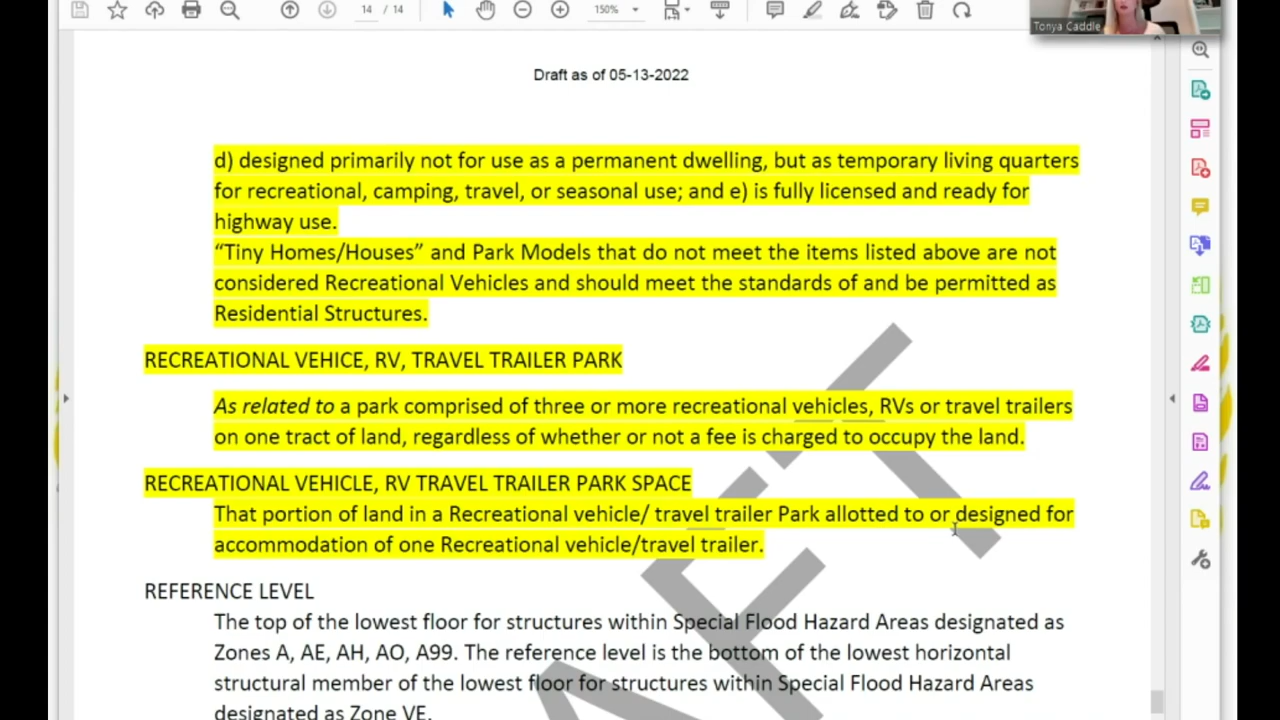 14 / 14
150%
Tonya Caddle
Draft as of 05-13-2022
d) designed primarily not for use as a permanent dwelling, but as temporary living quarters
for recreational, camping, travel, or seasonal use; and e) is fully licensed and ready for
highway use.
“Tiny Homes/Houses” and Park Models that do not meet the items listed above are not
considered Recreational Vehicles and should meet the standards of and be permitted as
Residential Structures.
RECREATIONAL VEHICE, RV, TRAVEL TRAILER PARK
As related to a park comprised of three or more recreational vehicles, RVs or travel trailers
on one tract of land, regardless of whether or not a fee is charged to occupy the land.
RECREATIONAL VEHICLE, RV TRAVEL TRAILER PARK SPACE
That portion of land in a Recreational vehicle/ travel trailer Park allotted to or designed for
accommodation of one Recreational vehicle/travel trailer.
REFERENCE LEVEL
The top of the lowest floor for structures within Special Flood Hazard Areas designated as
Zones A, AE, AH, AO, A99. The reference level is the bottom of the lowest horizontal
structural member of the lowest floor for structures within Special Flood Hazard Areas
designated as Zone VE.
AFT